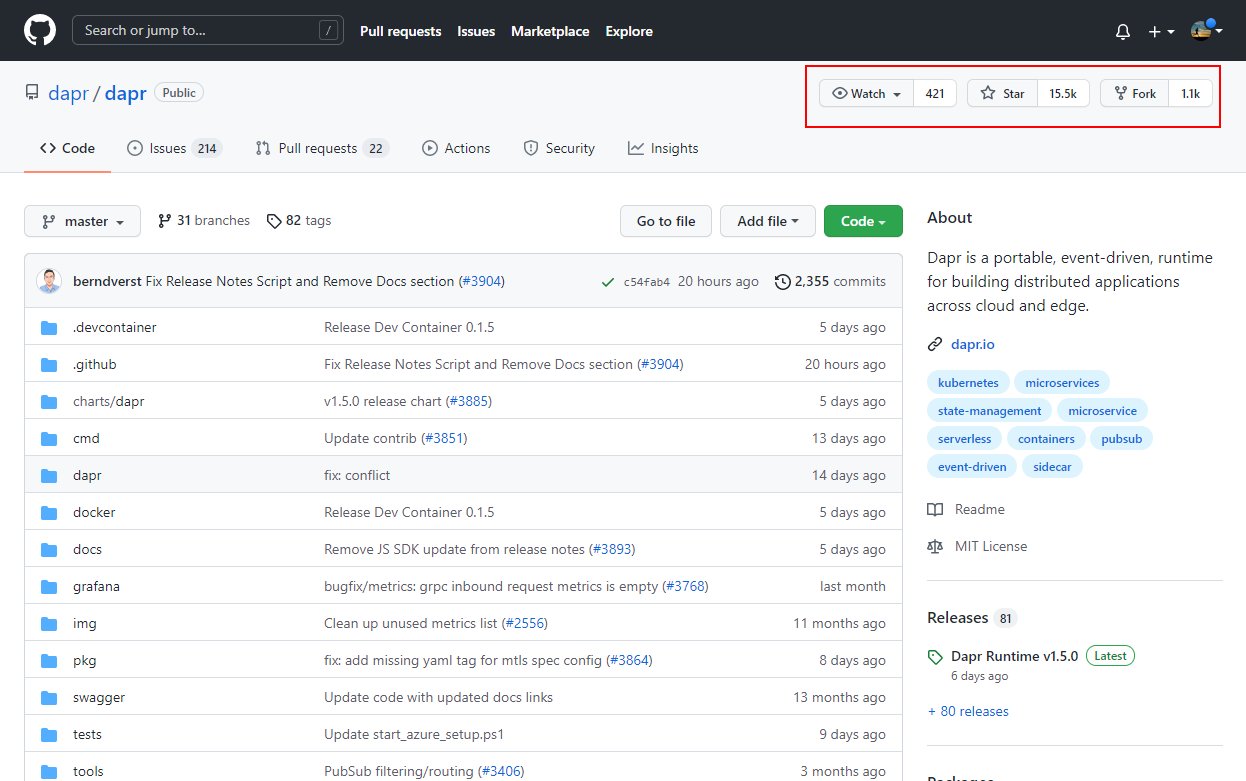 Search or jump to... / Pull requests Issues Marketplace Explore
dapr / dapr Public Watch 421 Star 15.5k Fork 1.1k
Code Issues 214 Pull requests 22 Actions Security Insights
master 31 branches 82 tags Go to file Add file Code
berndverst Fix Release Notes Script and Remove Docs section (#3904) c54fab4 20 hours ago 2,355 commits
.devcontainer Release Dev Container 0.1.5 5 days ago
.github Fix Release Notes Script and Remove Docs section (#3904) 20 hours ago
charts/dapr v1.5.0 release chart (#3885) 5 days ago
cmd Update contrib (#3851) 13 days ago
dapr fix: conflict 14 days ago
docker Release Dev Container 0.1.5 5 days ago
docs Remove JS SDK update from release notes (#3893) 5 days ago
grafana bugfix/metrics: grpc inbound request metrics is empty (#3768) last month
img Clean up unused metrics list (#2556) 11 months ago
pkg fix: add missing yaml tag for mtls spec config (#3864) 8 days ago
swagger Update code with updated docs links 13 months ago
tests Update start_azure_setup.ps1 9 days ago
tools PubSub filtering/routing (#3406) 3 months ago
About
Dapr is a portable, event-driven, runtime
for building distributed applications
across cloud and edge.
dapr.io
kubernetes microservices
state-management microservice
serverless containers pubsub
event-driven sidecar
Readme
MIT License
Releases 81
Dapr Runtime v1.5.0 Latest
6 days ago
+ 80 releases
Packages